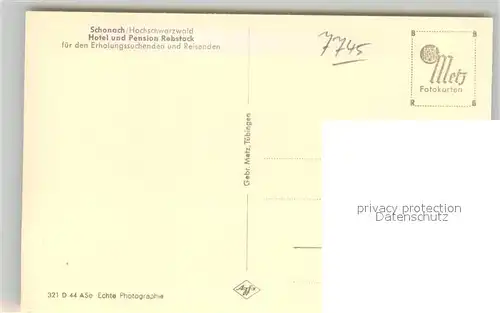 Schonach/Hochschwarzwald
Hotel und Pension Rebstock
für den Erholungssuchenden und Reisenden
7745
B B
Metz
Fotokarten
R B
Gebr. Metz, Tübingen
privacy protection
Datenschutz
Agfa
321 D 44 ASe Echte Photographie